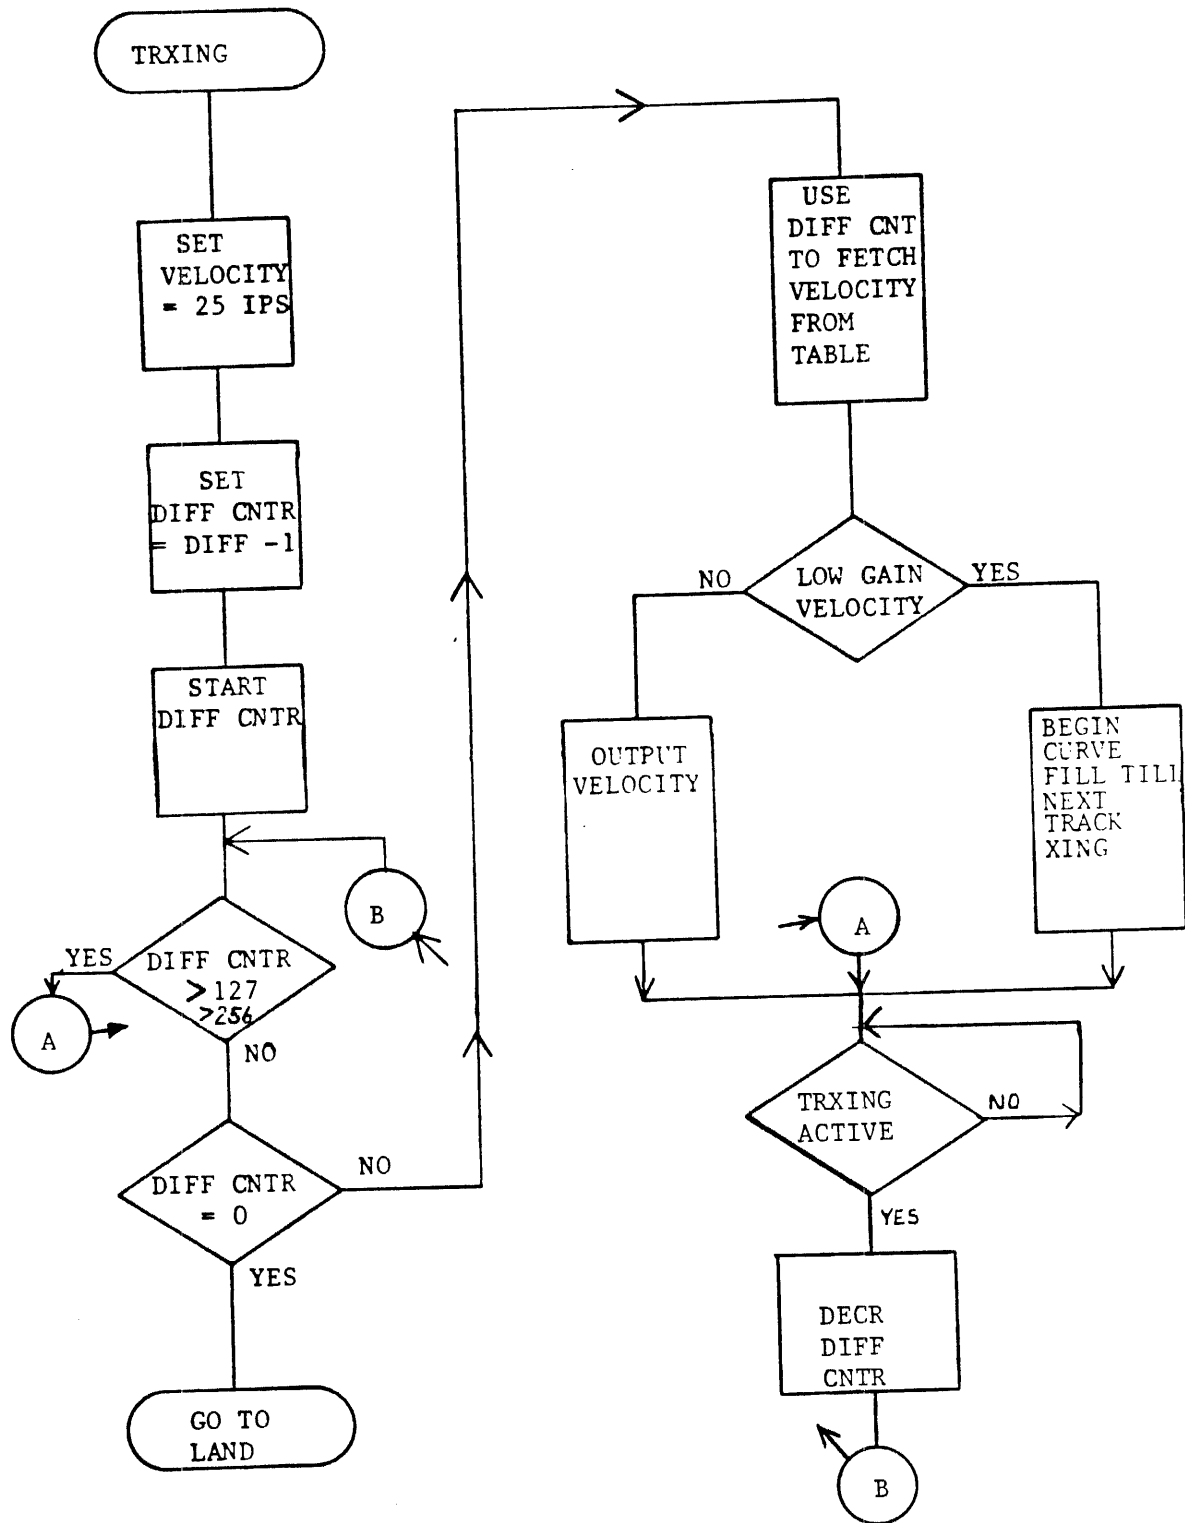 TRXING
SET
VELOCITY
= 25 IPS
SET
DIFF CNTR
= DIFF -1
START
DIFF CNTR
B
YES
DIFF CNTR
>127
>256
A
NO
DIFF CNTR
= 0
NO
YES
GO TO
LAND
USE
DIFF CNT
TO FETCH
VELOCITY
FROM
TABLE
NO
LOW GAIN
VELOCITY
YES
OUTPUT
VELOCITY
BEGIN
CURVE
FILL TILL
NEXT
TRACK
XING
A
TRXING
ACTIVE
NO
YES
DECR
DIFF
CNTR
B